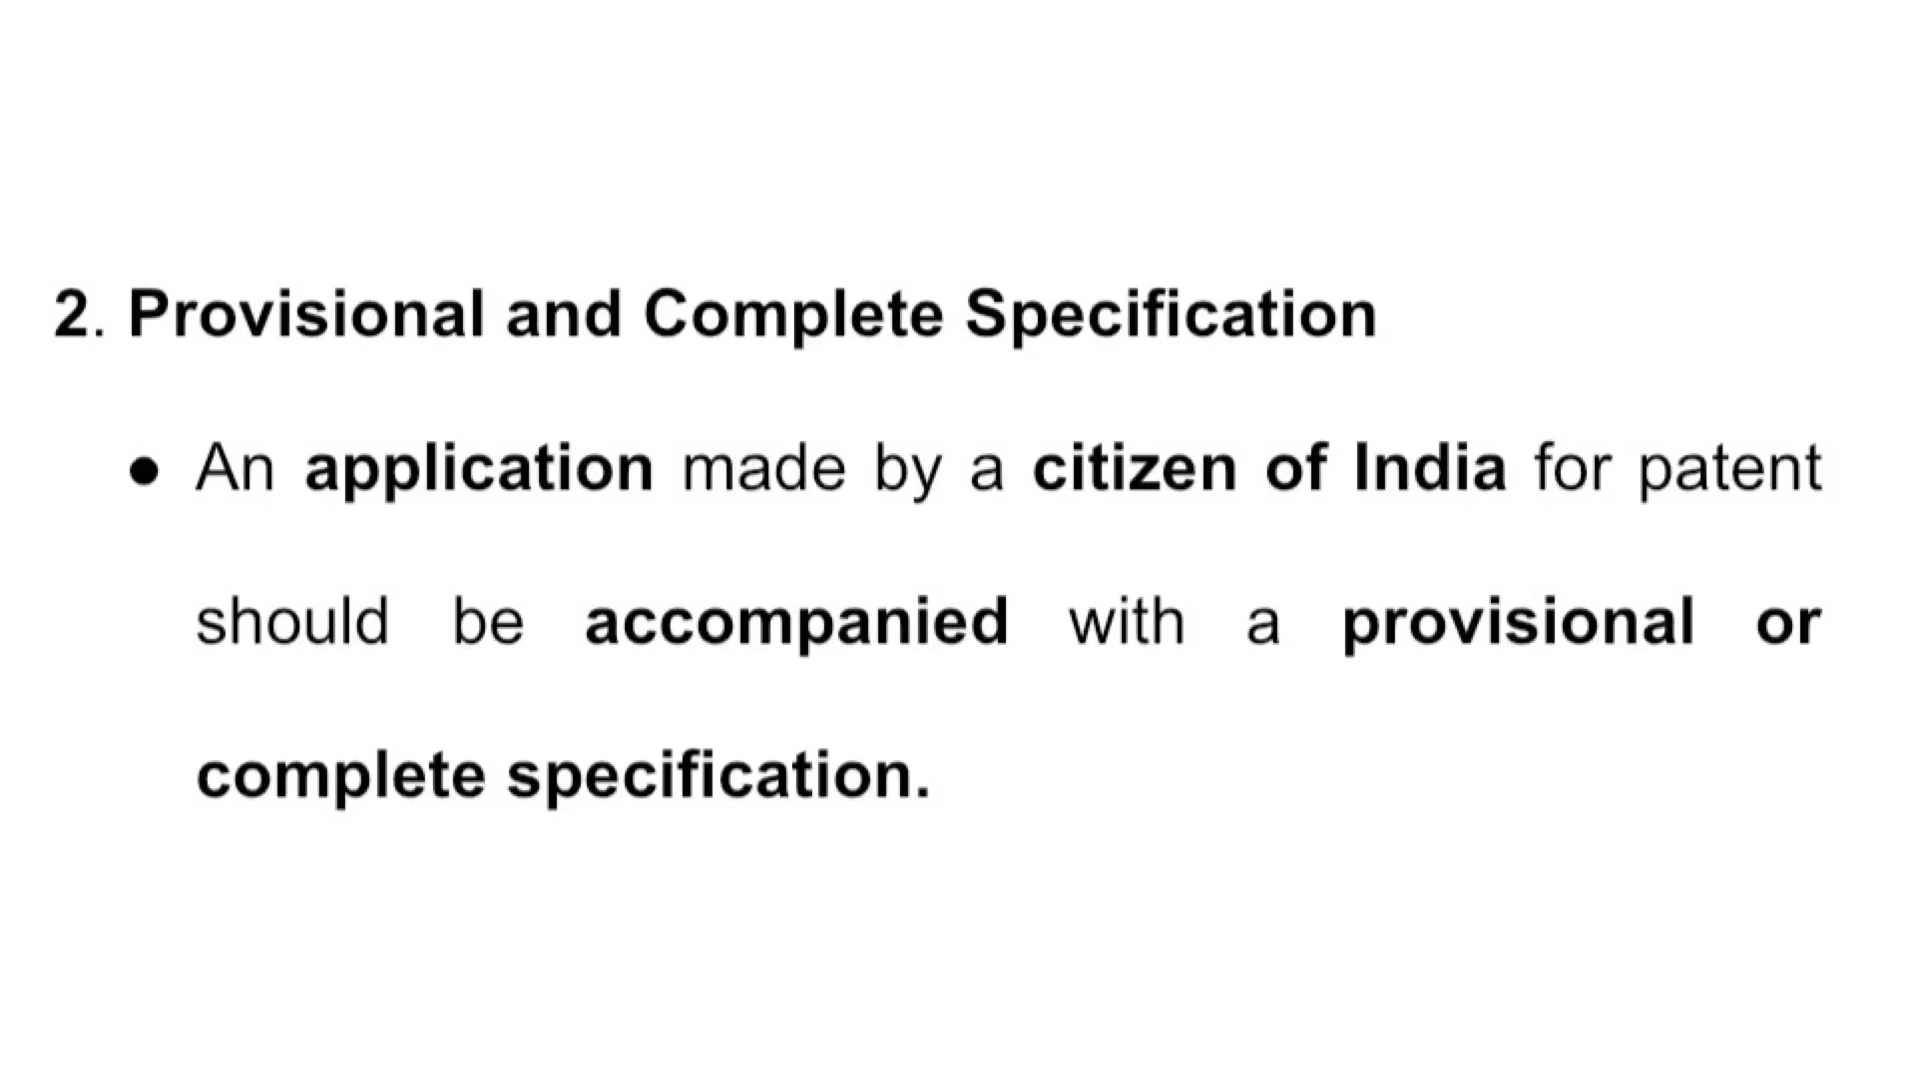 2. Provisional and Complete Specification
● An application made by a citizen of India for patent
should be accompanied with a provisional or
complete specification.